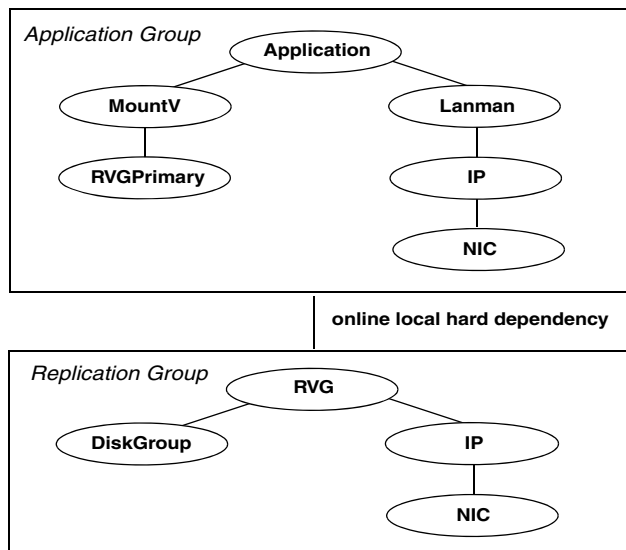 Application Group
Application
MountV
Lanman
RVGPrimary
IP
NIC
online local hard dependency
Replication Group
RVG
DiskGroup
IP
NIC